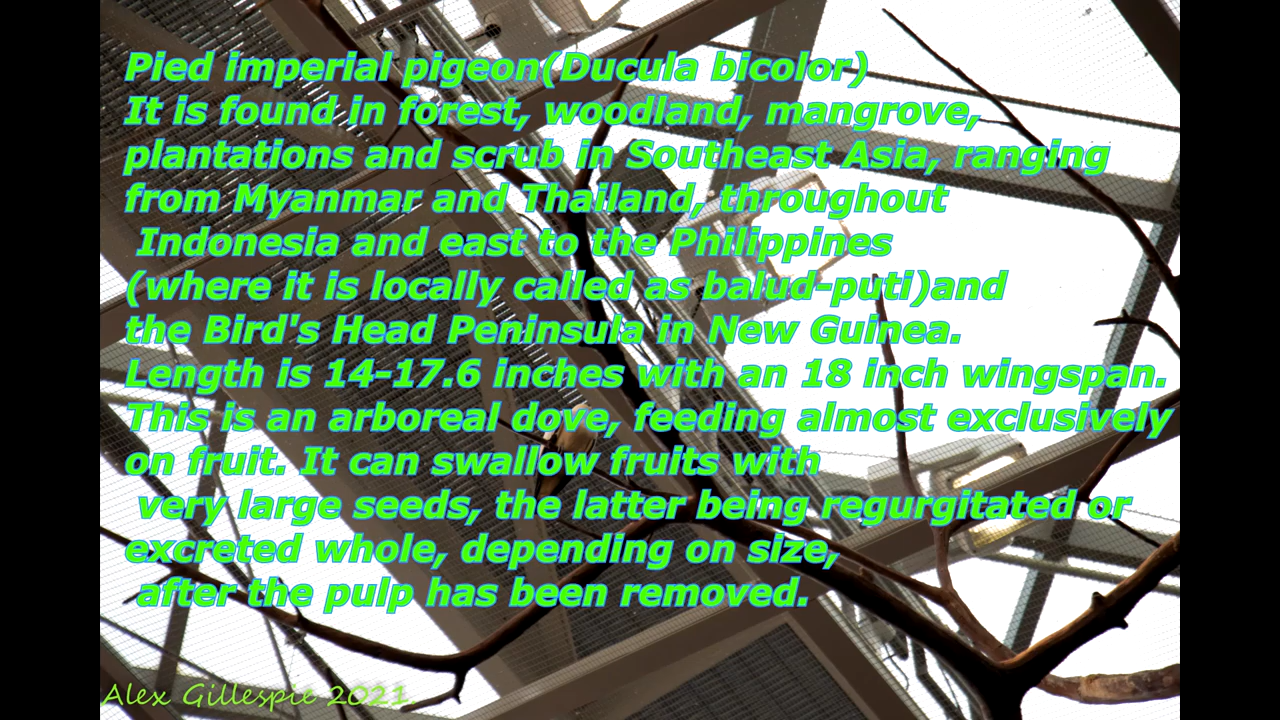 Pied imperial pigeon(Ducula bicolor)
It is found in forest, woodland, mangrove,
plantations and scrub in Southeast Asia, ranging
from Myanmar and Thailand, throughout
Indonesia and east to the Philippines
(where it is locally called as balud-puti)and
the Bird's Head Peninsula in New Guinea.
Length is 14-17.6 inches with an 18 inch wingspan.
This is an arboreal dove, feeding almost exclusively
on fruit. It can swallow fruits with
very large seeds, the latter being regurgitated or
excreted whole, depending on size,
after the pulp has been removed.
Alex Gillespie 2021.